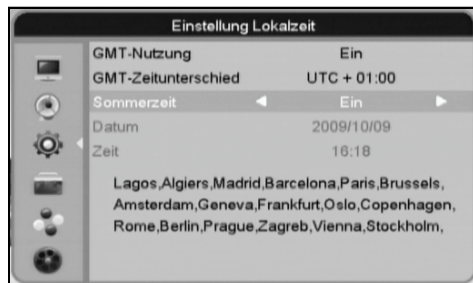 Einstellung Lokalzeit
GMT-Nutzung Ein
GMT-Zeitunterschied UTC + 01:00
Sommerzeit Ein
Datum 2009/10/09
Zeit 16:18
Lagos,Algiers,Madrid,Barcelona,Paris,Brussels,
Amsterdam,Geneva,Frankfurt,Oslo,Copenhagen,
Rome,Berlin,Prague,Zagreb,Vienna,Stockholm,